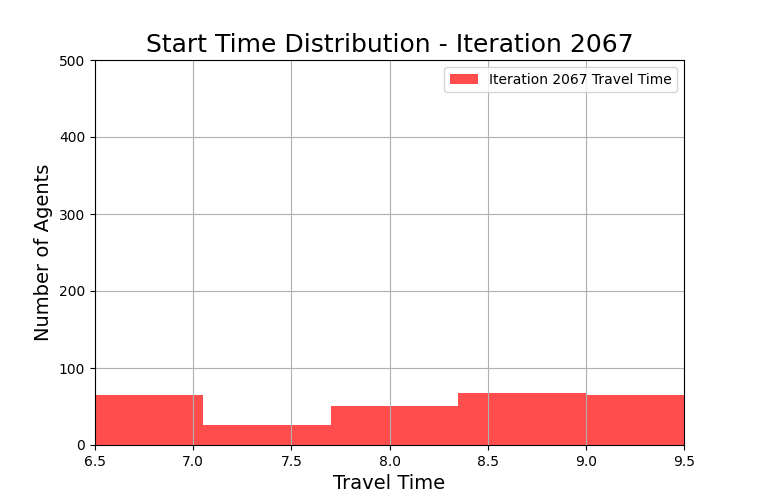 Start Time Distribution - Iteration 2067
Iteration 2067 Travel Time
Number of Agents
500
400
300
200
100
0
6.5 7.0 7.5 8.0 8.5 9.0 9.5
Travel Time